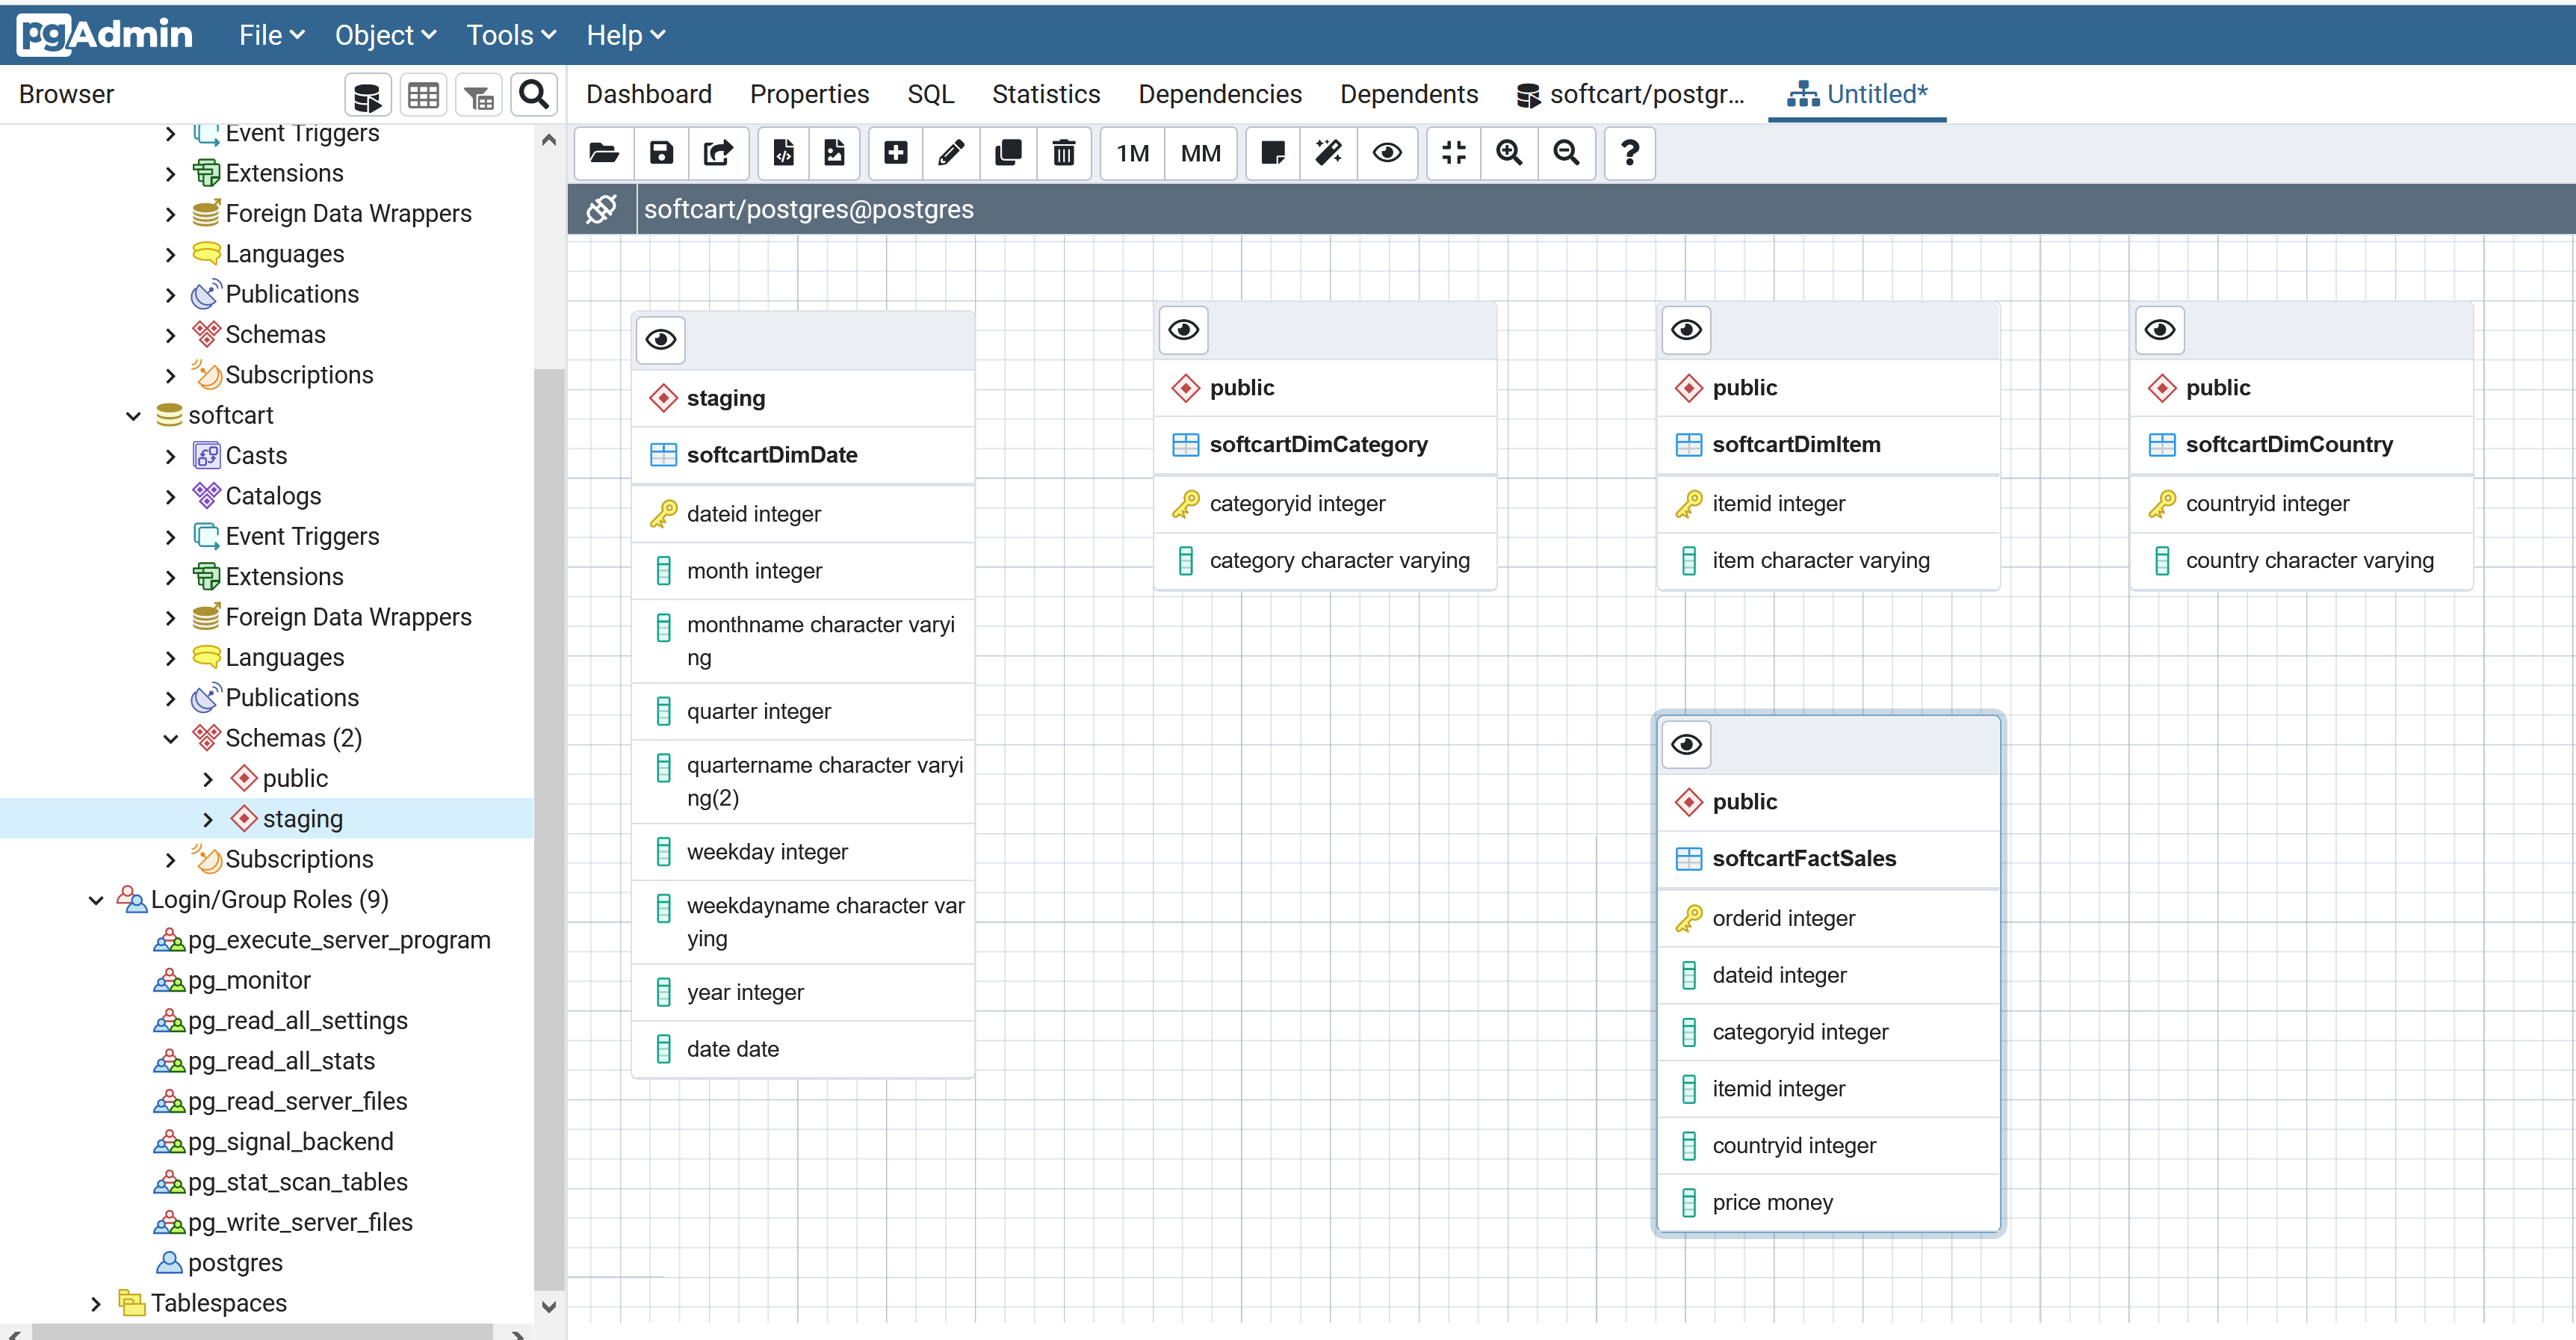 pgAdmin
File
Object
Tools
Help
Browser
Dashboard
Properties
SQL
Statistics
Dependencies
Dependents
softcart/postgr...
Untitled*
1M
MM
?
softcart/postgres@postgres
Event Triggers
Extensions
Foreign Data Wrappers
Languages
Publications
Schemas
Subscriptions
softcart
Casts
Catalogs
Event Triggers
Extensions
Foreign Data Wrappers
Languages
Publications
Schemas (2)
public
staging
Subscriptions
Login/Group Roles (9)
pg_execute_server_program
pg_monitor
pg_read_all_settings
pg_read_all_stats
pg_read_server_files
pg_signal_backend
pg_stat_scan_tables
pg_write_server_files
postgres
Tablespaces
staging
softcartDimDate
dateid integer
month integer
monthname character varyi
ng
quarter integer
quartername character varyi
ng(2)
weekday integer
weekdayname character var
ying
year integer
date date
public
softcartDimCategory
categoryid integer
category character varying
public
softcartDimItem
itemid integer
item character varying
public
softcartDimCountry
countryid integer
country character varying
public
softcartFactSales
orderid integer
dateid integer
categoryid integer
itemid integer
countryid integer
price money